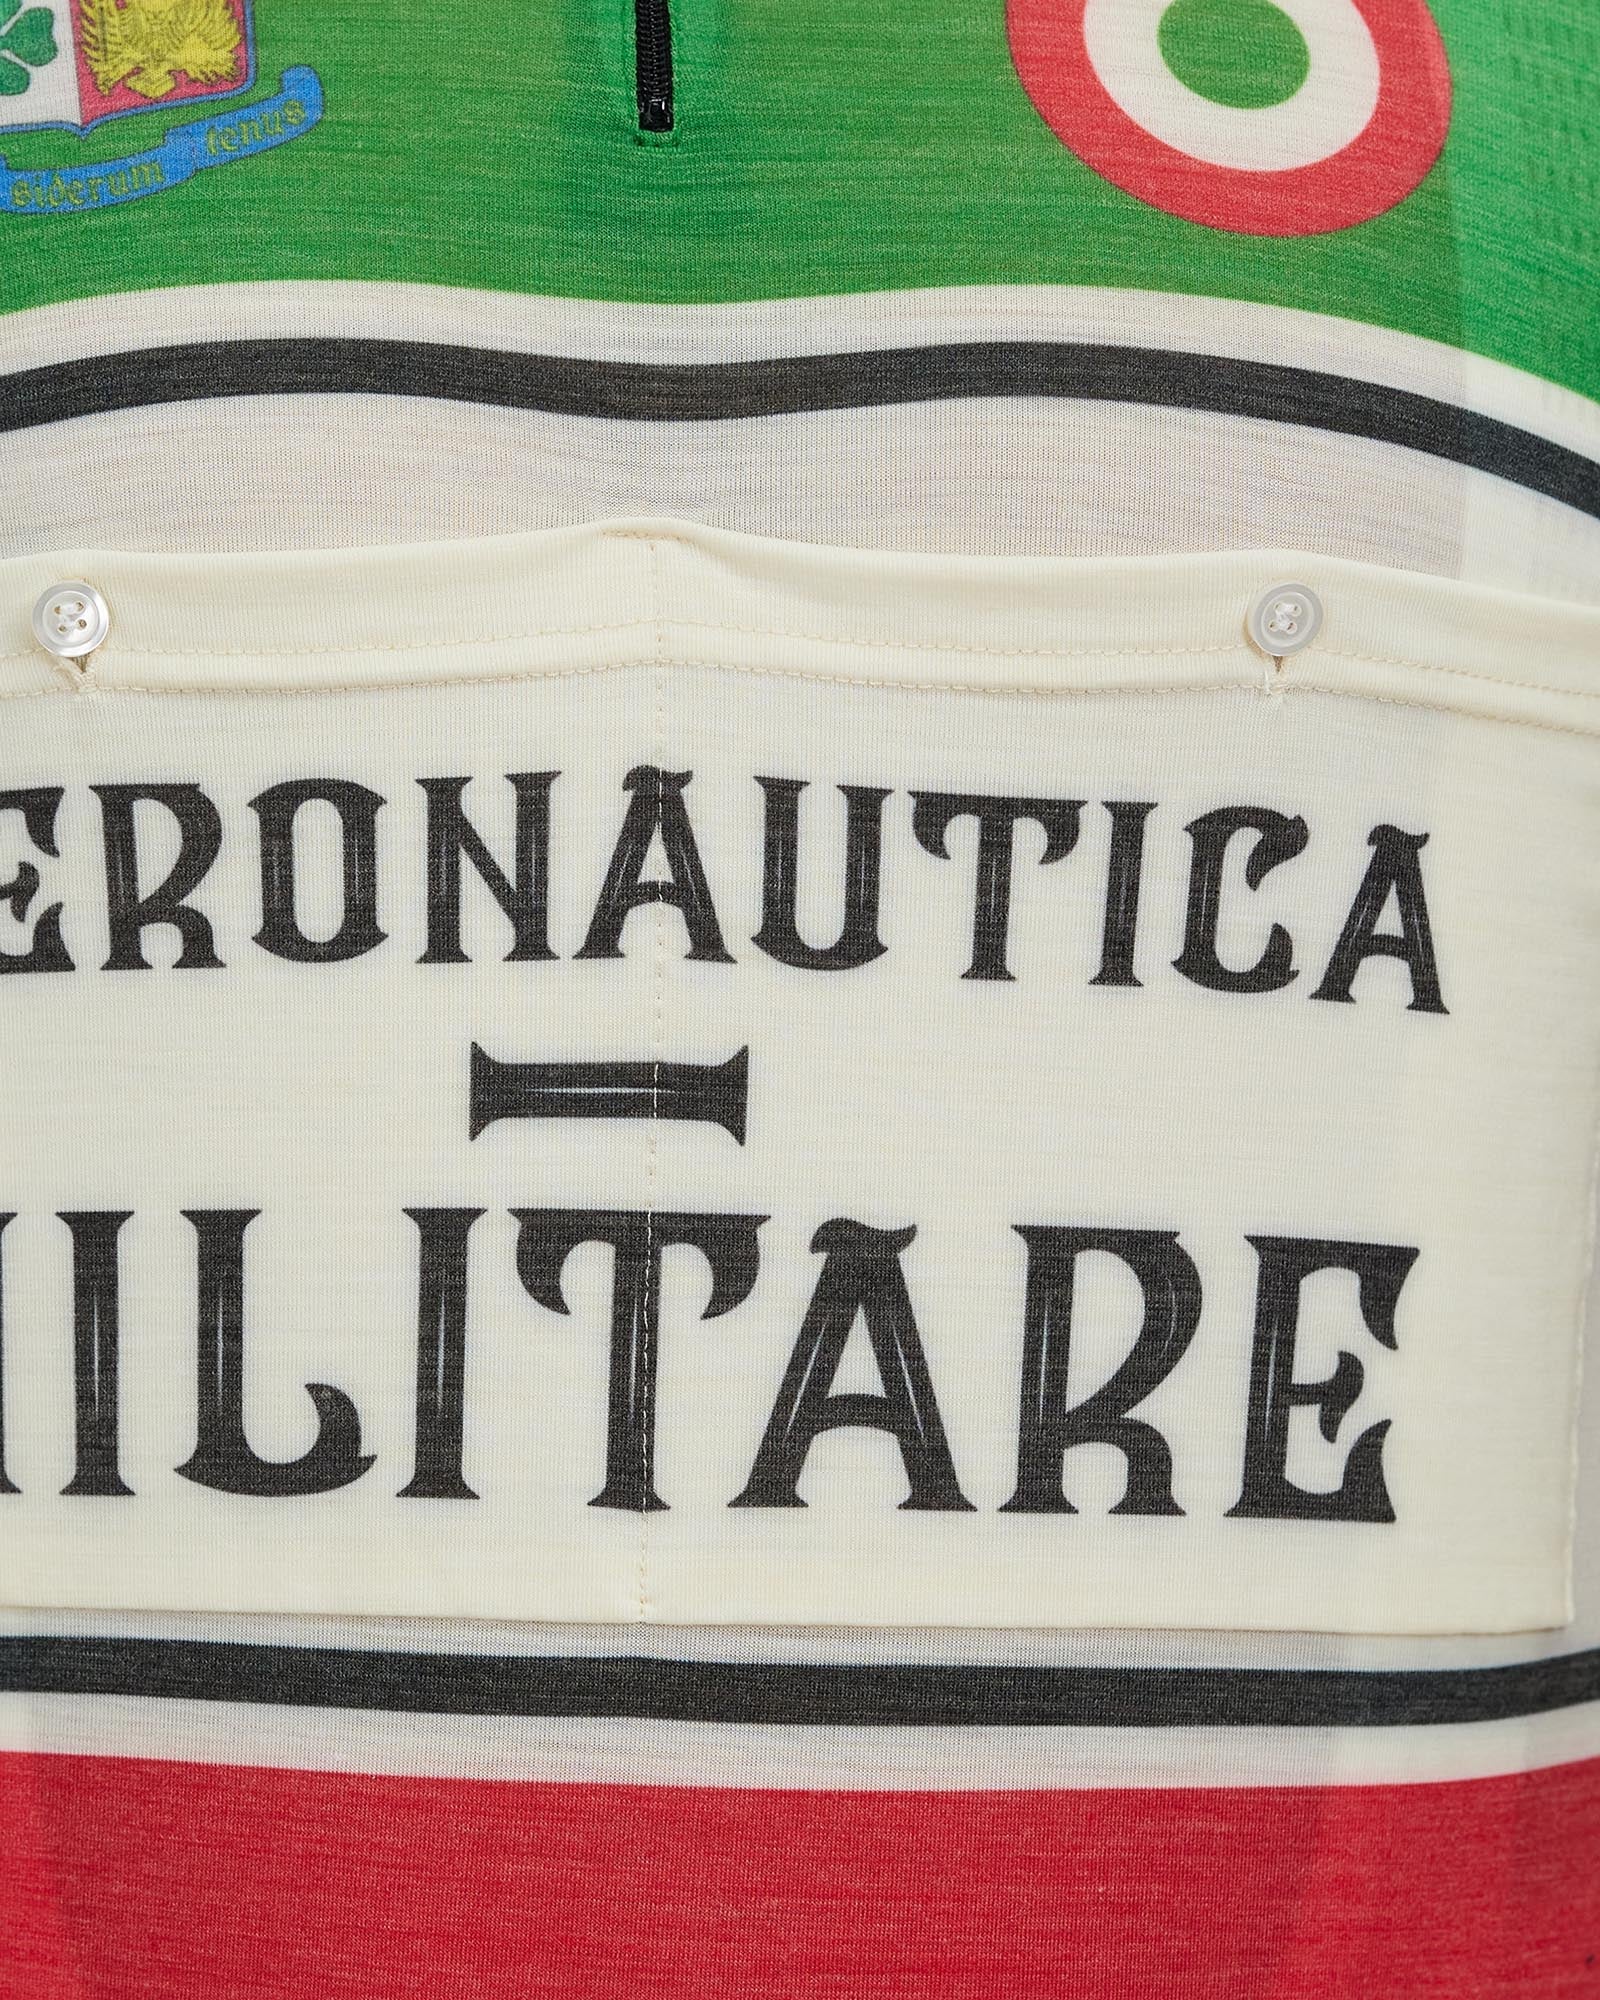 siderum tenus
ERONAUTICA
—
ILITARE